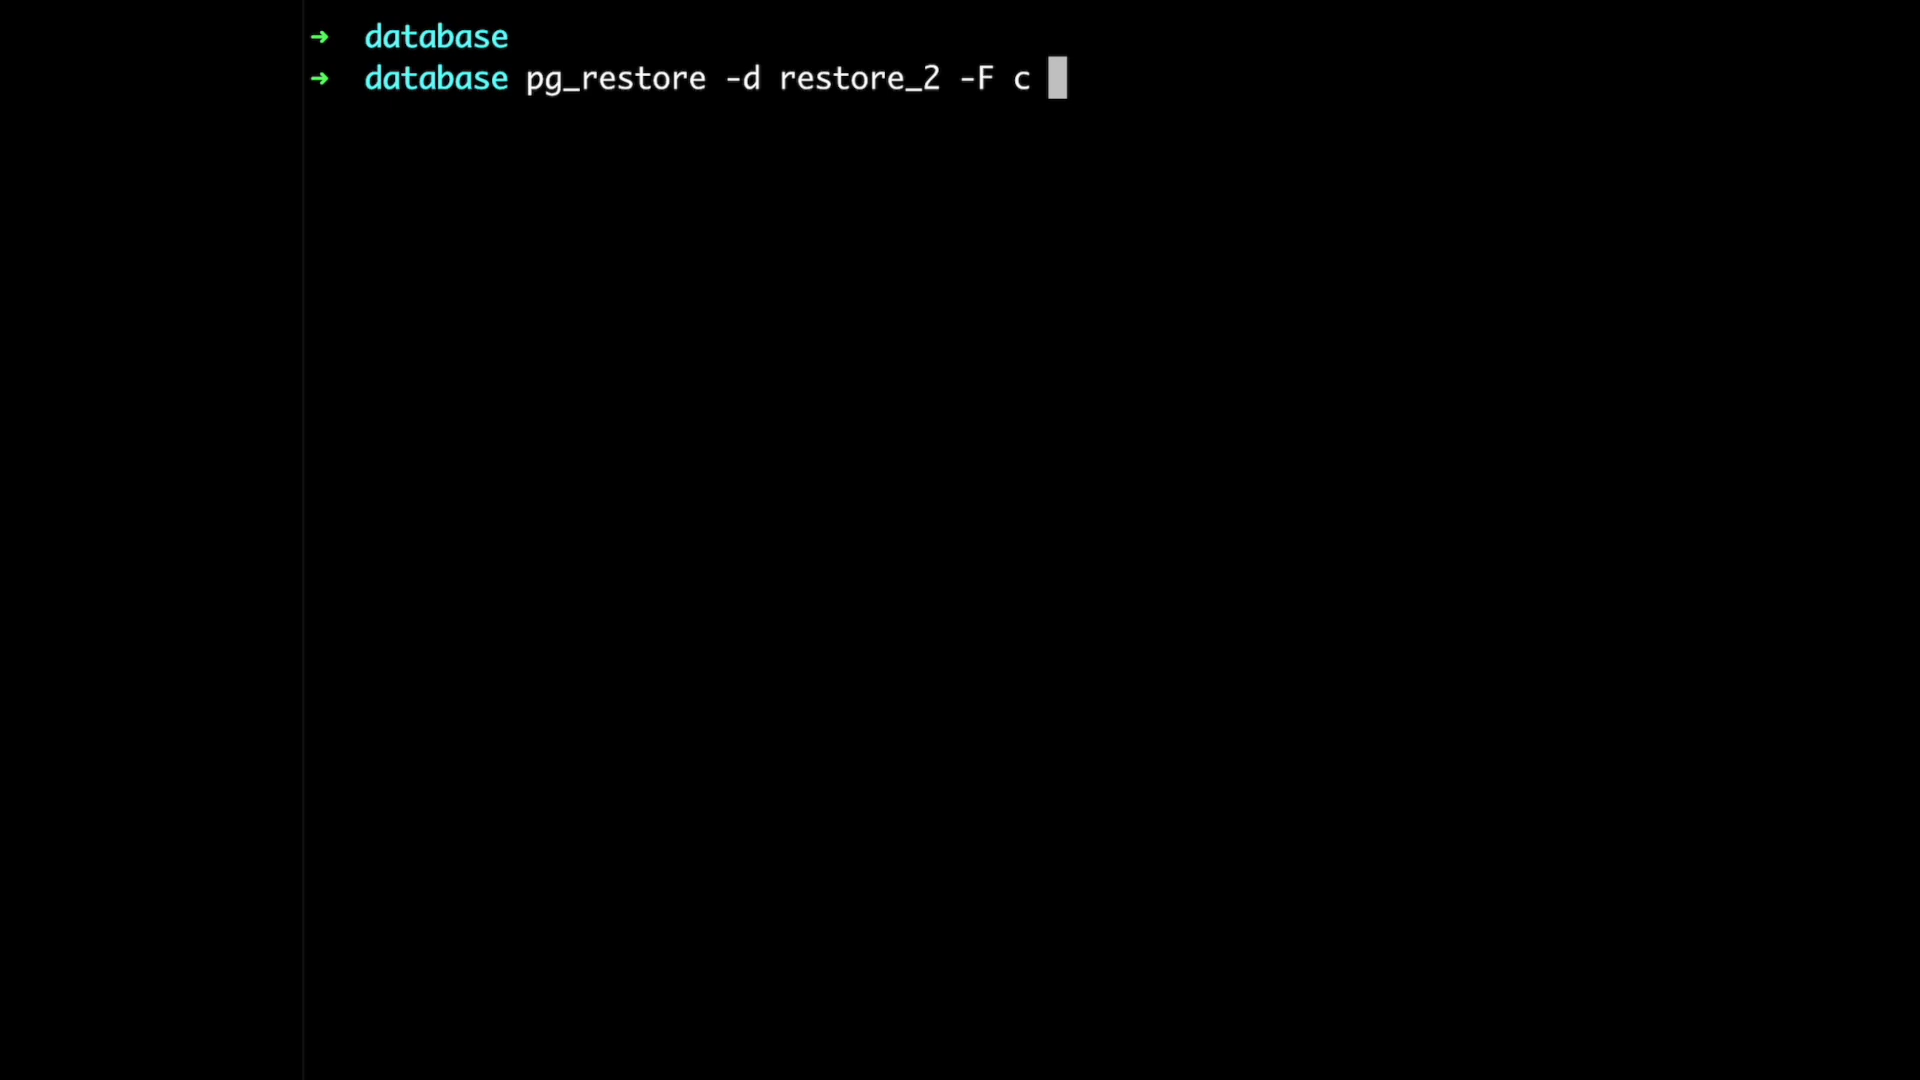 ➜ database
➜ database pg_restore -d restore_2 -F c